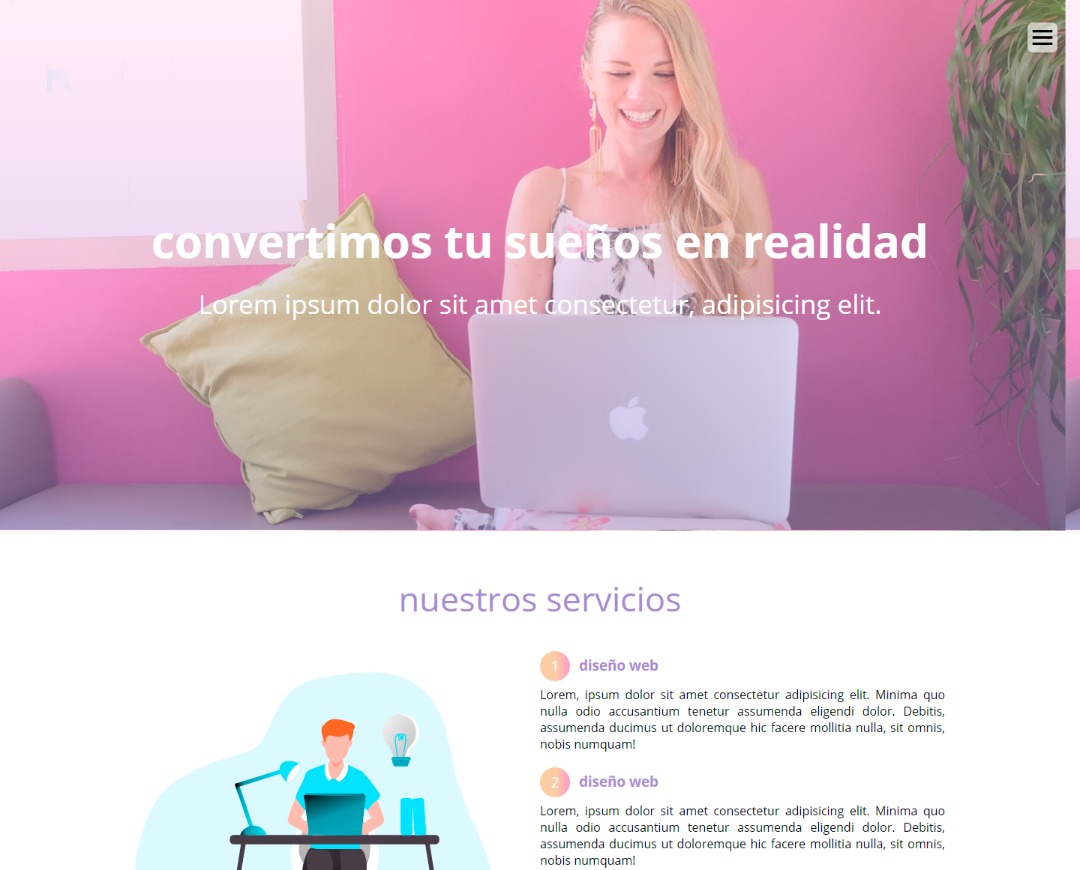 convertimos tu sueños en realidad
Lorem ipsum dolor sit amet consectetur, adipisicing elit.
nuestros servicios
1 diseño web
Lorem, ipsum dolor sit amet consectetur adipisicing elit. Minima quo
nulla odio accusantium tenetur assumenda eligendi dolor. Debitis,
assumenda ducimus ut doloremque hic facere mollitia nulla, sit omnis,
nobis numquam!
2 diseño web
Lorem, ipsum dolor sit amet consectetur adipisicing elit. Minima quo
nulla odio accusantium tenetur assumenda eligendi dolor. Debitis,
assumenda ducimus ut doloremque hic facere mollitia nulla, sit omnis,
nobis numquam!